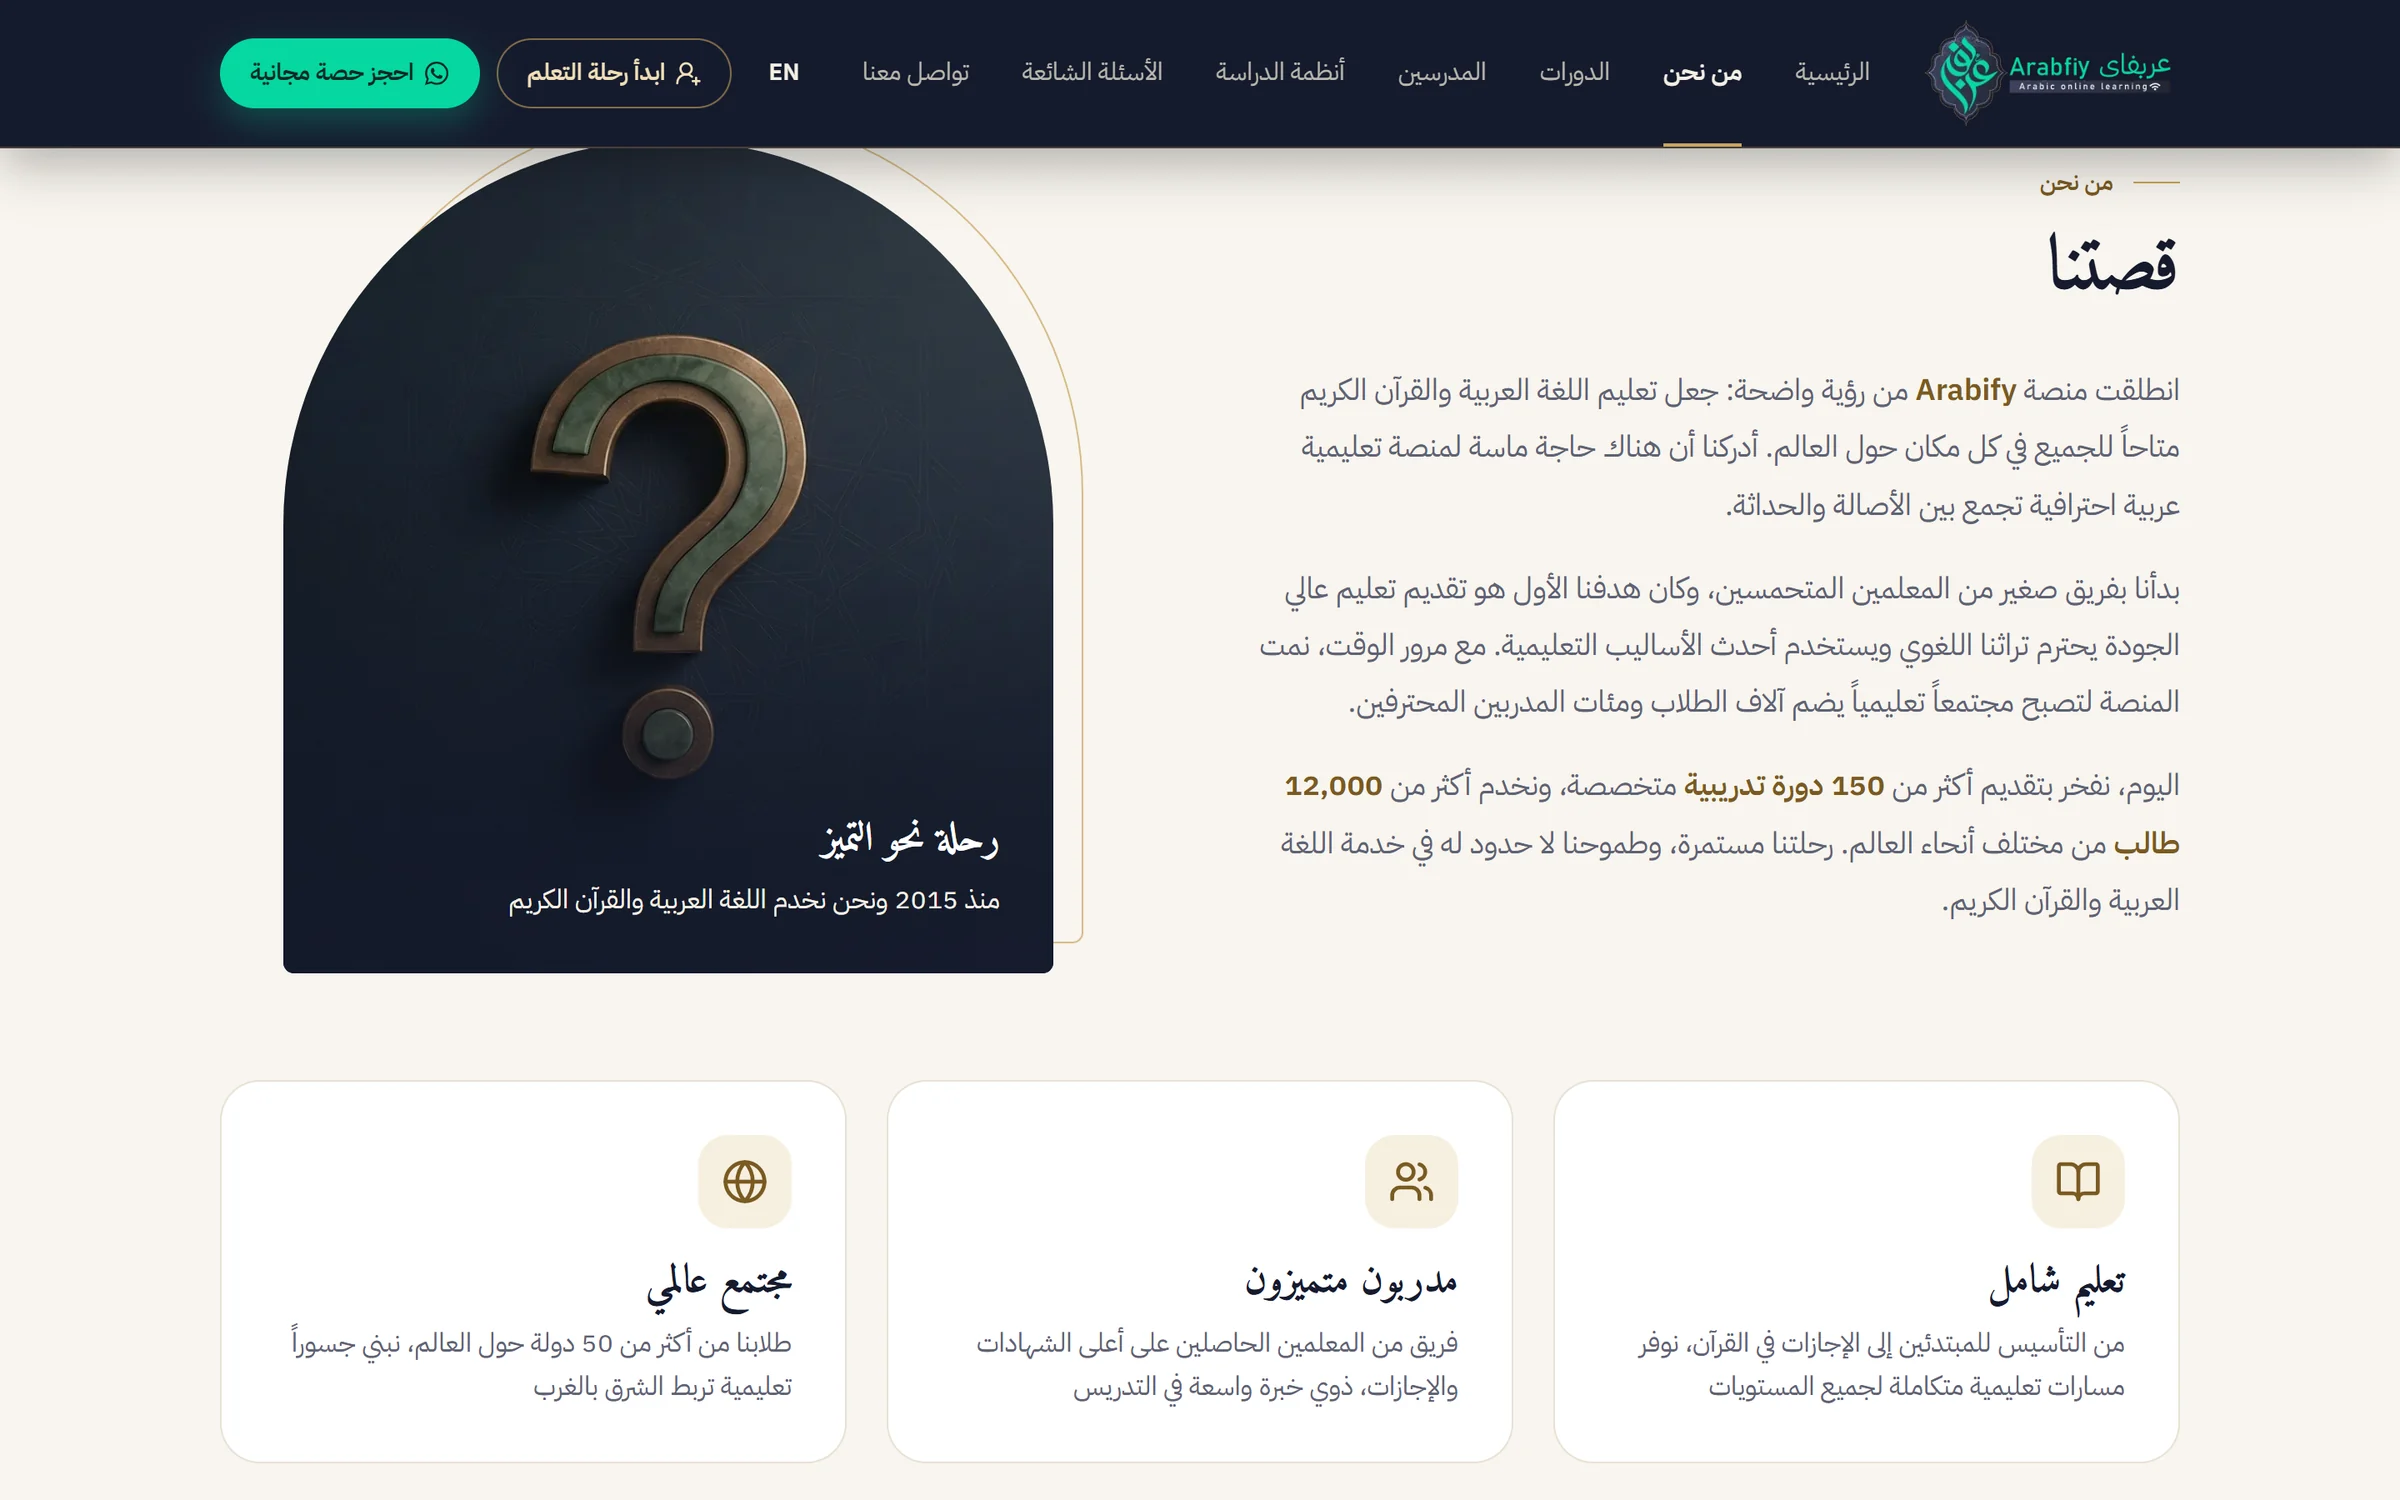 عربفاى Arabfiy
Arabic online learning
الرئيسية
من نحن
الدورات
المدرسين
أنظمة الدراسة
الأسئلة الشائعة
تواصل معنا
EN
ابدأ رحلة التعلم
احجز حصة مجانية
من نحن
قصتنا
انطلقت منصة Arabify من رؤية واضحة: جعل تعليم اللغة العربية والقرآن الكريم
متاحاً للجميع في كل مكان حول العالم. أدركنا أن هناك حاجة ماسة لمنصة تعليمية
عربية احترافية تجمع بين الأصالة والحداثة.
بدأنا بفريق صغير من المعلمين المتحمسين، وكان هدفنا الأول هو تقديم تعليم عالي
الجودة يحترم تراثنا اللغوي ويستخدم أحدث الأساليب التعليمية. مع مرور الوقت، نمت
المنصة لتصبح مجتمعاً تعليمياً يضم آلاف الطلاب ومئات المدربين المحترفين.
اليوم، نفخر بتقديم أكثر من 150 دورة تدريبية متخصصة، ونخدم أكثر من 12,000
طالب من مختلف أنحاء العالم. رحلتنا مستمرة، وطموحنا لا حدود له في خدمة اللغة
العربية والقرآن الكريم.
رحلة نحو التميز
منذ 2015 ونحن نخدم اللغة العربية والقرآن الكريم
تعليم شامل
من التأسيس للمبتدئين إلى الإجازات في القرآن، نوفر
مسارات تعليمية متكاملة لجميع المستويات
مدربون متميزون
فريق من المعلمين الحاصلين على أعلى الشهادات
والإجازات، ذوي خبرة واسعة في التدريس
مجتمع عالمي
طلابنا من أكثر من 50 دولة حول العالم، نبني جسوراً
تعليمية تربط الشرق بالغرب